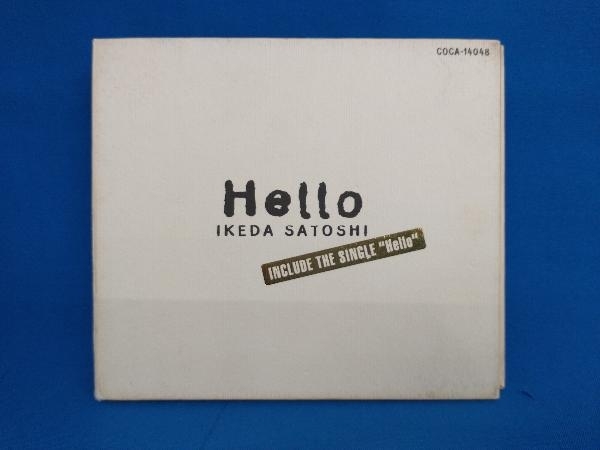 COCA-14048
Hello
IKEDA SATOSHI
INCLUDE THE SINGLE "Hello"